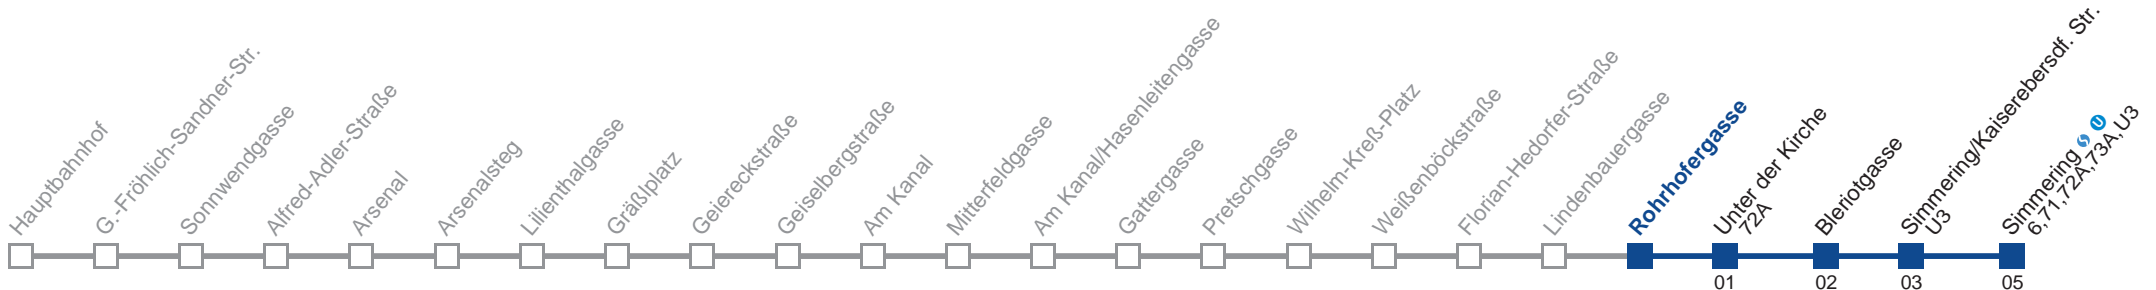 Hauptbahnhof
G.-Fröhlich-Sandner-Str.
Sonnwendgasse
Alfred-Adler-Straße
Arsenal
Arsenalsteg
Lilienthalgasse
Gräßlplatz
Geiereckstraße
Geiselbergstraße
Am Kanal
Mitterfeldgasse
Am Kanal/Hasenleitengasse
Gattergasse
Pretschgasse
Wilhelm-Kreß-Platz
Weißenböckstraße
Florian-Hedorfer-Straße
Lindenbauergasse
Rohrhofergasse
Unter der Kirche
72A
01
Bleriotgasse
02
Simmering/Kaiserebersdf. Str.
U3
03
Simmering S U
6,71,72A,73A,U3
05